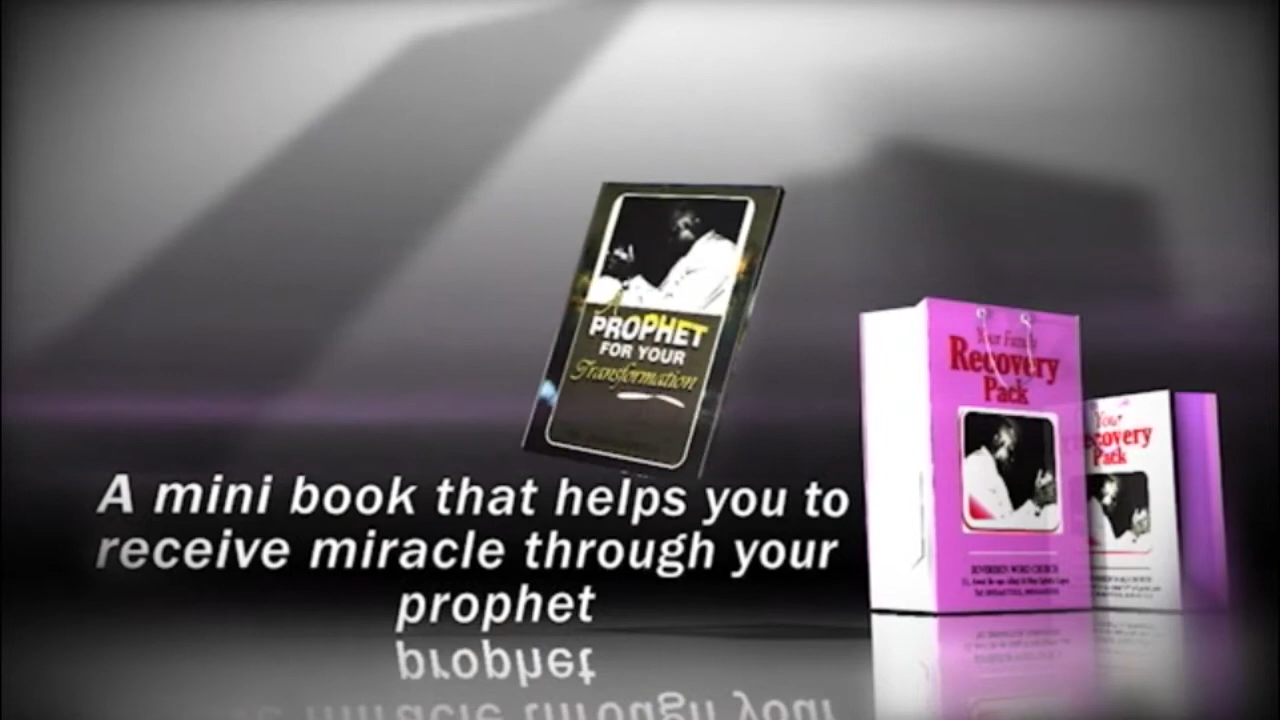 A
PROPHET
FOR YOUR
Transformation
A mini book that helps you to
receive miracle through your
prophet
Your Family
Recovery
Pack
Your
Recovery
Pack